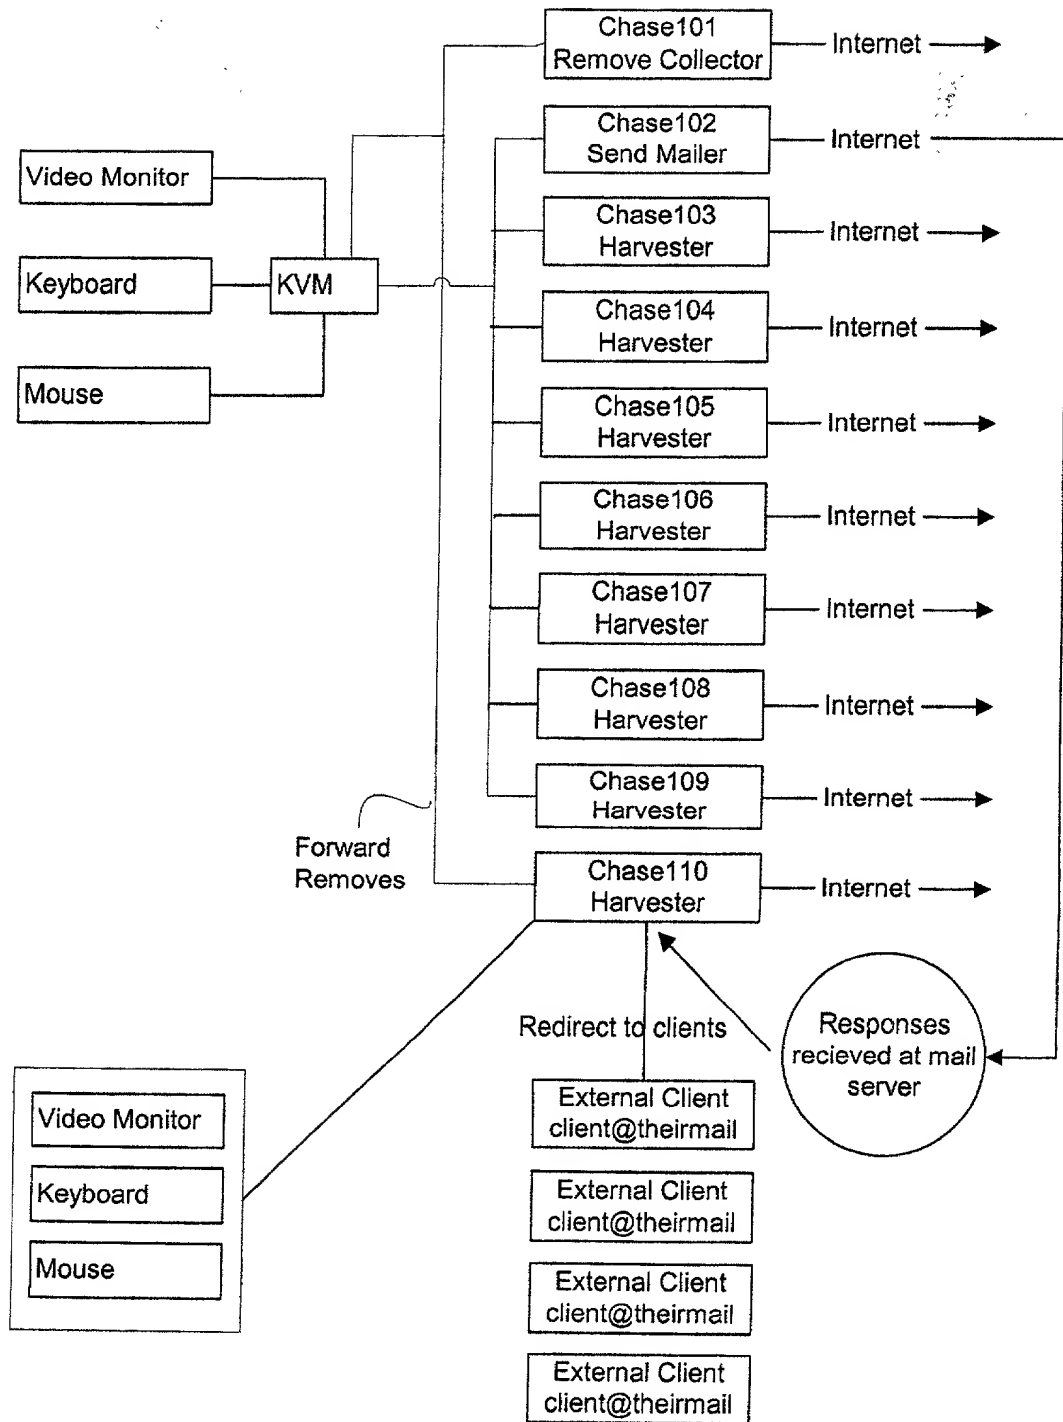 Chase101
Remove Collector
Internet
Chase102
Send Mailer
Internet
Video Monitor
Chase103
Harvester
Internet
Keyboard
KVM
Chase104
Harvester
Internet
Mouse
Chase105
Harvester
Internet
Chase106
Harvester
Internet
Chase107
Harvester
Internet
Chase108
Harvester
Internet
Chase109
Harvester
Internet
Forward
Removes
Chase110
Harvester
Internet
Redirect to clients
Responses
recieved at mail
server
Video Monitor
Keyboard
Mouse
External Client
client@theirmail
External Client
client@theirmail
External Client
client@theirmail
External Client
client@theirmail